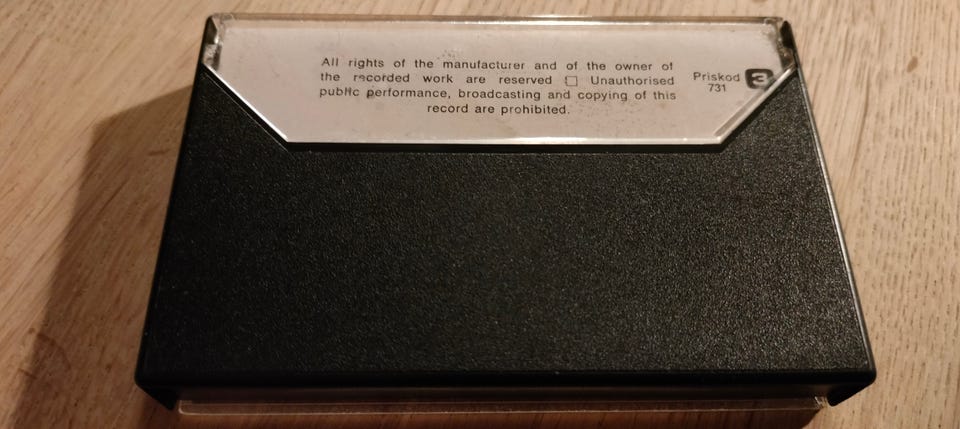 All rights of the manufacturer and of the owner of
the recorded work are reserved □ Unauthorised
public performance, broadcasting and copying of this
record are prohibited.
Priskod 3
731